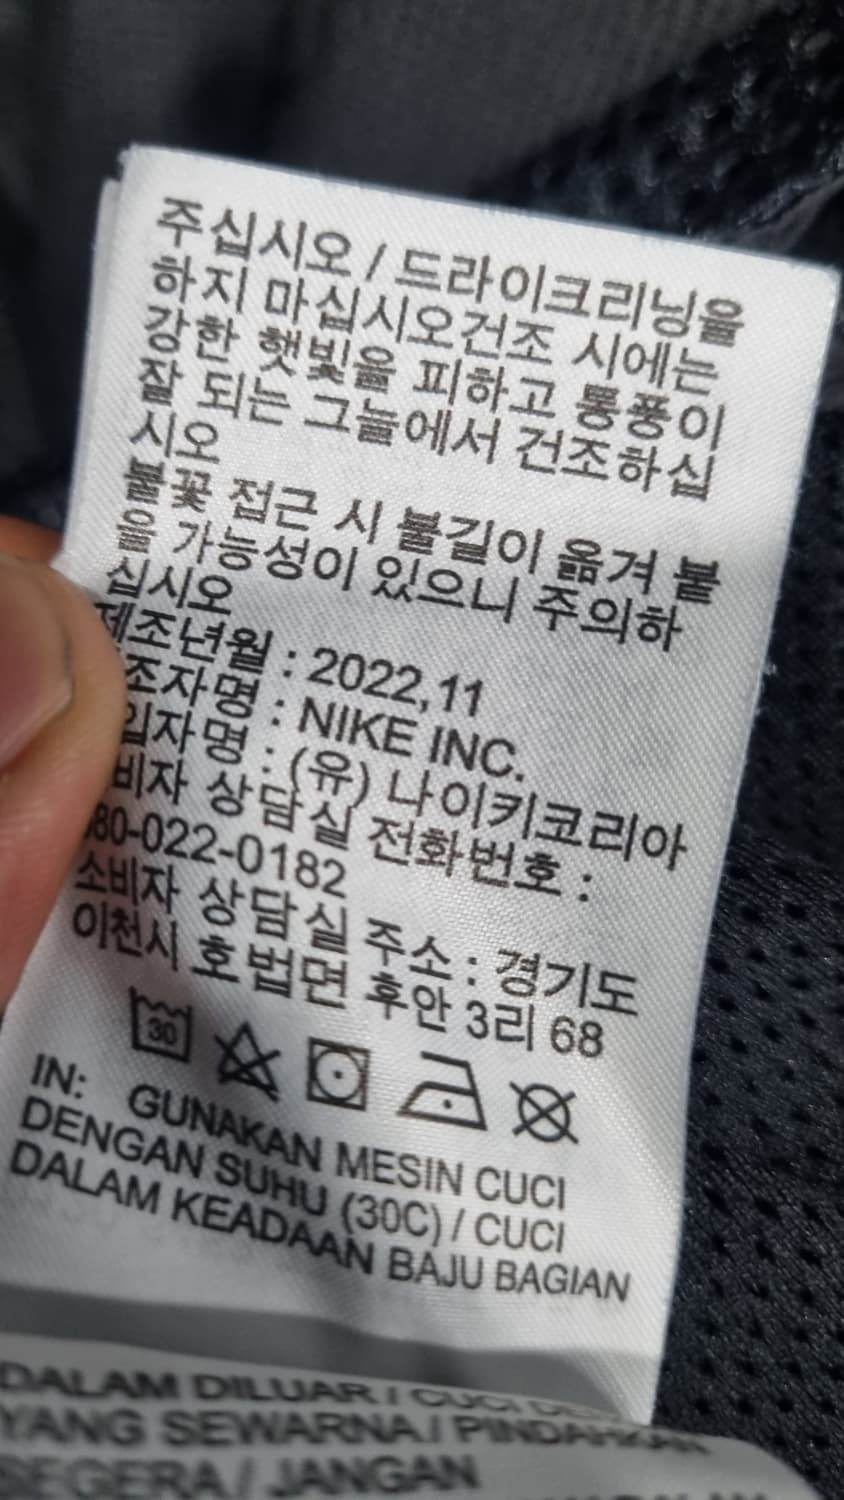 주십시오 / 드라이크리닝을
하지 마십시오건조 시에는
강한 햇빛을 피하고 통풍이
잘 되는 그늘에서 건조하십
시오
불꽃 접근 시 불길이 옮겨 붙
을 가능성이 있으니 주의하
십시오
제조년월 : 2022,11
조자명 : NIKE INC.
입자명 : (유) 나이키코리아
비자 상담실 전화번호 :
80-022-0182
소비자 상담실 주소 : 경기도
이천시 호법면 후안 3리 68
30
IN: GUNAKAN MESIN CUCI
DENGAN SUHU (30C) / CUCI
DALAM KEADAAN BAJU BAGIAN
DALAM DILUAR / CUCI
YANG SEWARNA / PINDAHKAN
SEGERA / JANGAN